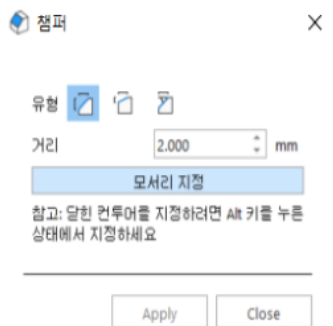 챔퍼
유형
거리 2.000 mm
모서리 지정
참고: 닫힌 컨투어를 지정하려면 Alt 키를 누른
상태에서 지정하세요
Apply Close